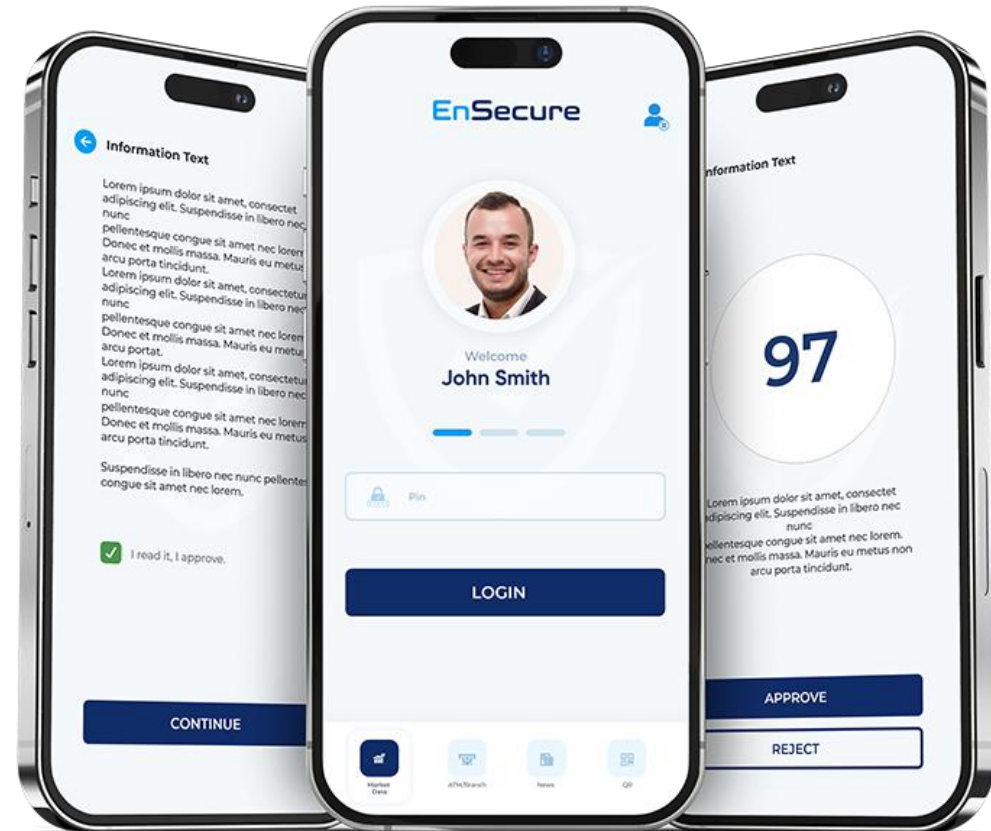 Information Text
Lorem ipsum dolor sit amet, consectet
adipiscing elit. Suspendisse in libero nec,
nunc
pellentesque congue sit amet nec lorem
Donec et mollis massa. Mauris eu metus
arcu porta tincidunt.
Lorem ipsum dolor sit amet, consectetur
adipiscing elit. Suspendisse in libero nec
nunc
pellentesque congue sit amet nec lorem
Donec et mollis massa. Mauris eu metus
arcu portat.
Lorem ipsum dolor sit amet, consectetur
adipiscing elit. Suspendisse in libero nec
nunc
pellentesque congue sit amet nec lorem
Donec et mollis massa. Mauris eu metus
arcu porta tincidunt.
Suspendisse in libero nec nunc pellentes
congue sit amet nec lorem.
I read it, I approve.
CONTINUE
EnSecure
Welcome
John Smith
Pin
LOGIN
Market
Data
ATM/Branch
News
QR
nformation Text
97
Lorem ipsum dolor sit amet, consectet
adipiscing elit. Suspendisse in libero nec
nunc
pellentesque congue sit amet nec lorem.
nec et mollis massa. Mauris eu metus non
arcu porta tincidunt.
APPROVE
REJECT